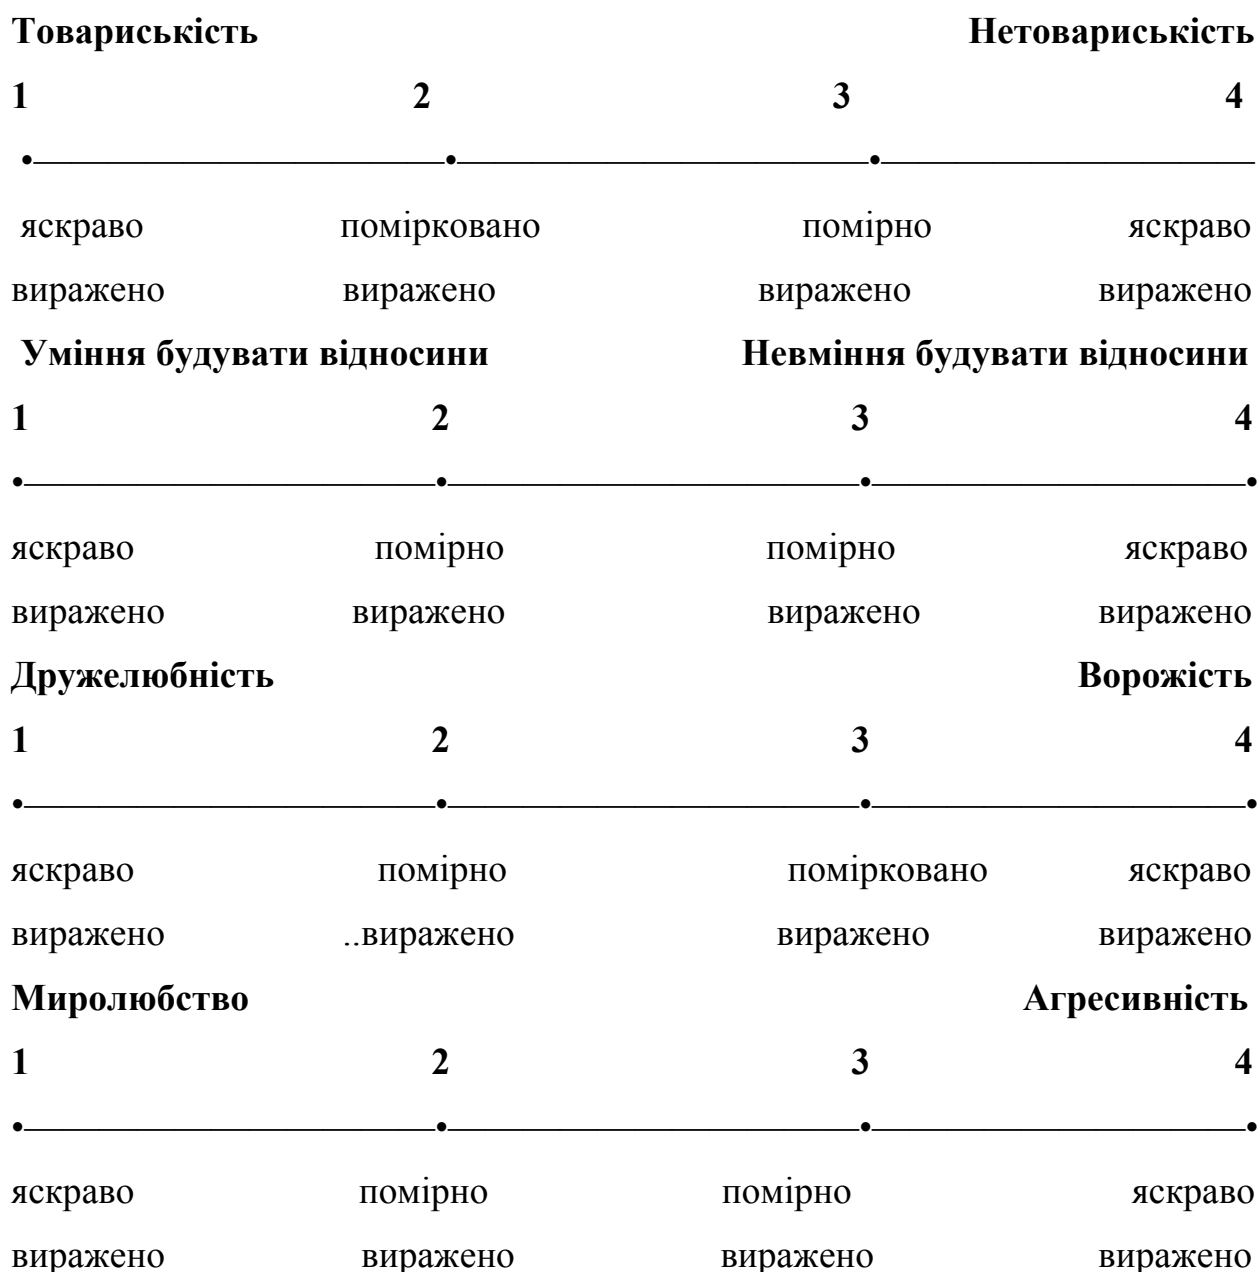 Товариськість Нетовариськість
1 2 3 4
•——————————•——————————•—————————
яскраво помірковано помірно яскраво
виражено виражено виражено виражено
Уміння будувати відносини Невміння будувати відносини
1 2 3 4
•——————————•——————————•—————————•
яскраво помірно помірно яскраво
виражено виражено виражено виражено
Дружелюбність Ворожість
1 2 3 4
•——————————•——————————•—————————•
яскраво помірно помірковано яскраво
виражено ..виражено виражено виражено
Миролюбство Агресивність
1 2 3 4
•——————————•——————————•—————————•
яскраво помірно помірно яскраво
виражено виражено виражено виражено